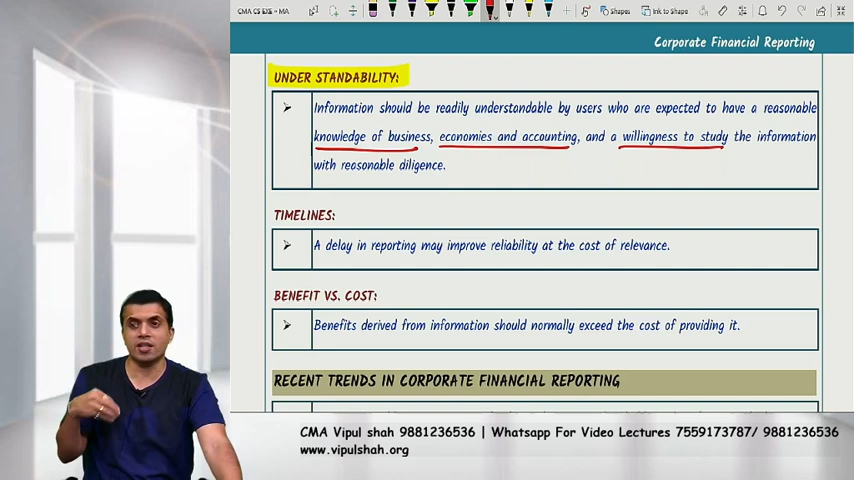 CMA CS EXE - MA
Shapes
Ink to Shape
Corporate Financial Reporting
UNDER STANDABILITY:
➤ Information should be readily understandable by users who are expected to have a reasonable
knowledge of business, economies and accounting, and a willingness to study the information
with reasonable diligence.
TIMELINES:
➤ A delay in reporting may improve reliability at the cost of relevance.
BENEFIT VS. COST:
➤ Benefits derived from information should normally exceed the cost of providing it.
RECENT TRENDS IN CORPORATE FINANCIAL REPORTING
CMA Vipul shah 9881236536 | Whatsapp For Video Lectures 7559173787/ 9881236536
www.vipulshah.org